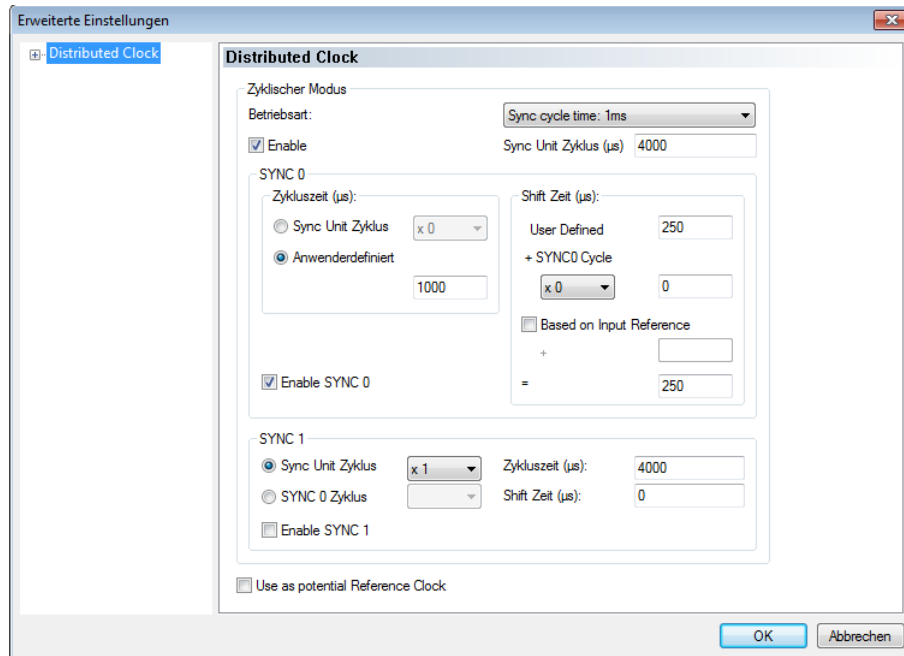 Erweiterte Einstellungen
Distributed Clock
Distributed Clock
Zyklischer Modus
Betriebsart:
Sync cycle time: 1ms
Enable
Sync Unit Zyklus (µs)
4000
SYNC 0
Zykluszeit (µs):
Sync Unit Zyklus
x 0
Anwenderdefiniert
1000
Enable SYNC 0
Shift Zeit (µs):
User Defined
250
+ SYNC0 Cycle
x 0
0
Based on Input Reference
+
=
250
SYNC 1
Sync Unit Zyklus
x 1
Zykluszeit (µs):
4000
SYNC 0 Zyklus
Shift Zeit (µs):
0
Enable SYNC 1
Use as potential Reference Clock
OK
Abbrechen